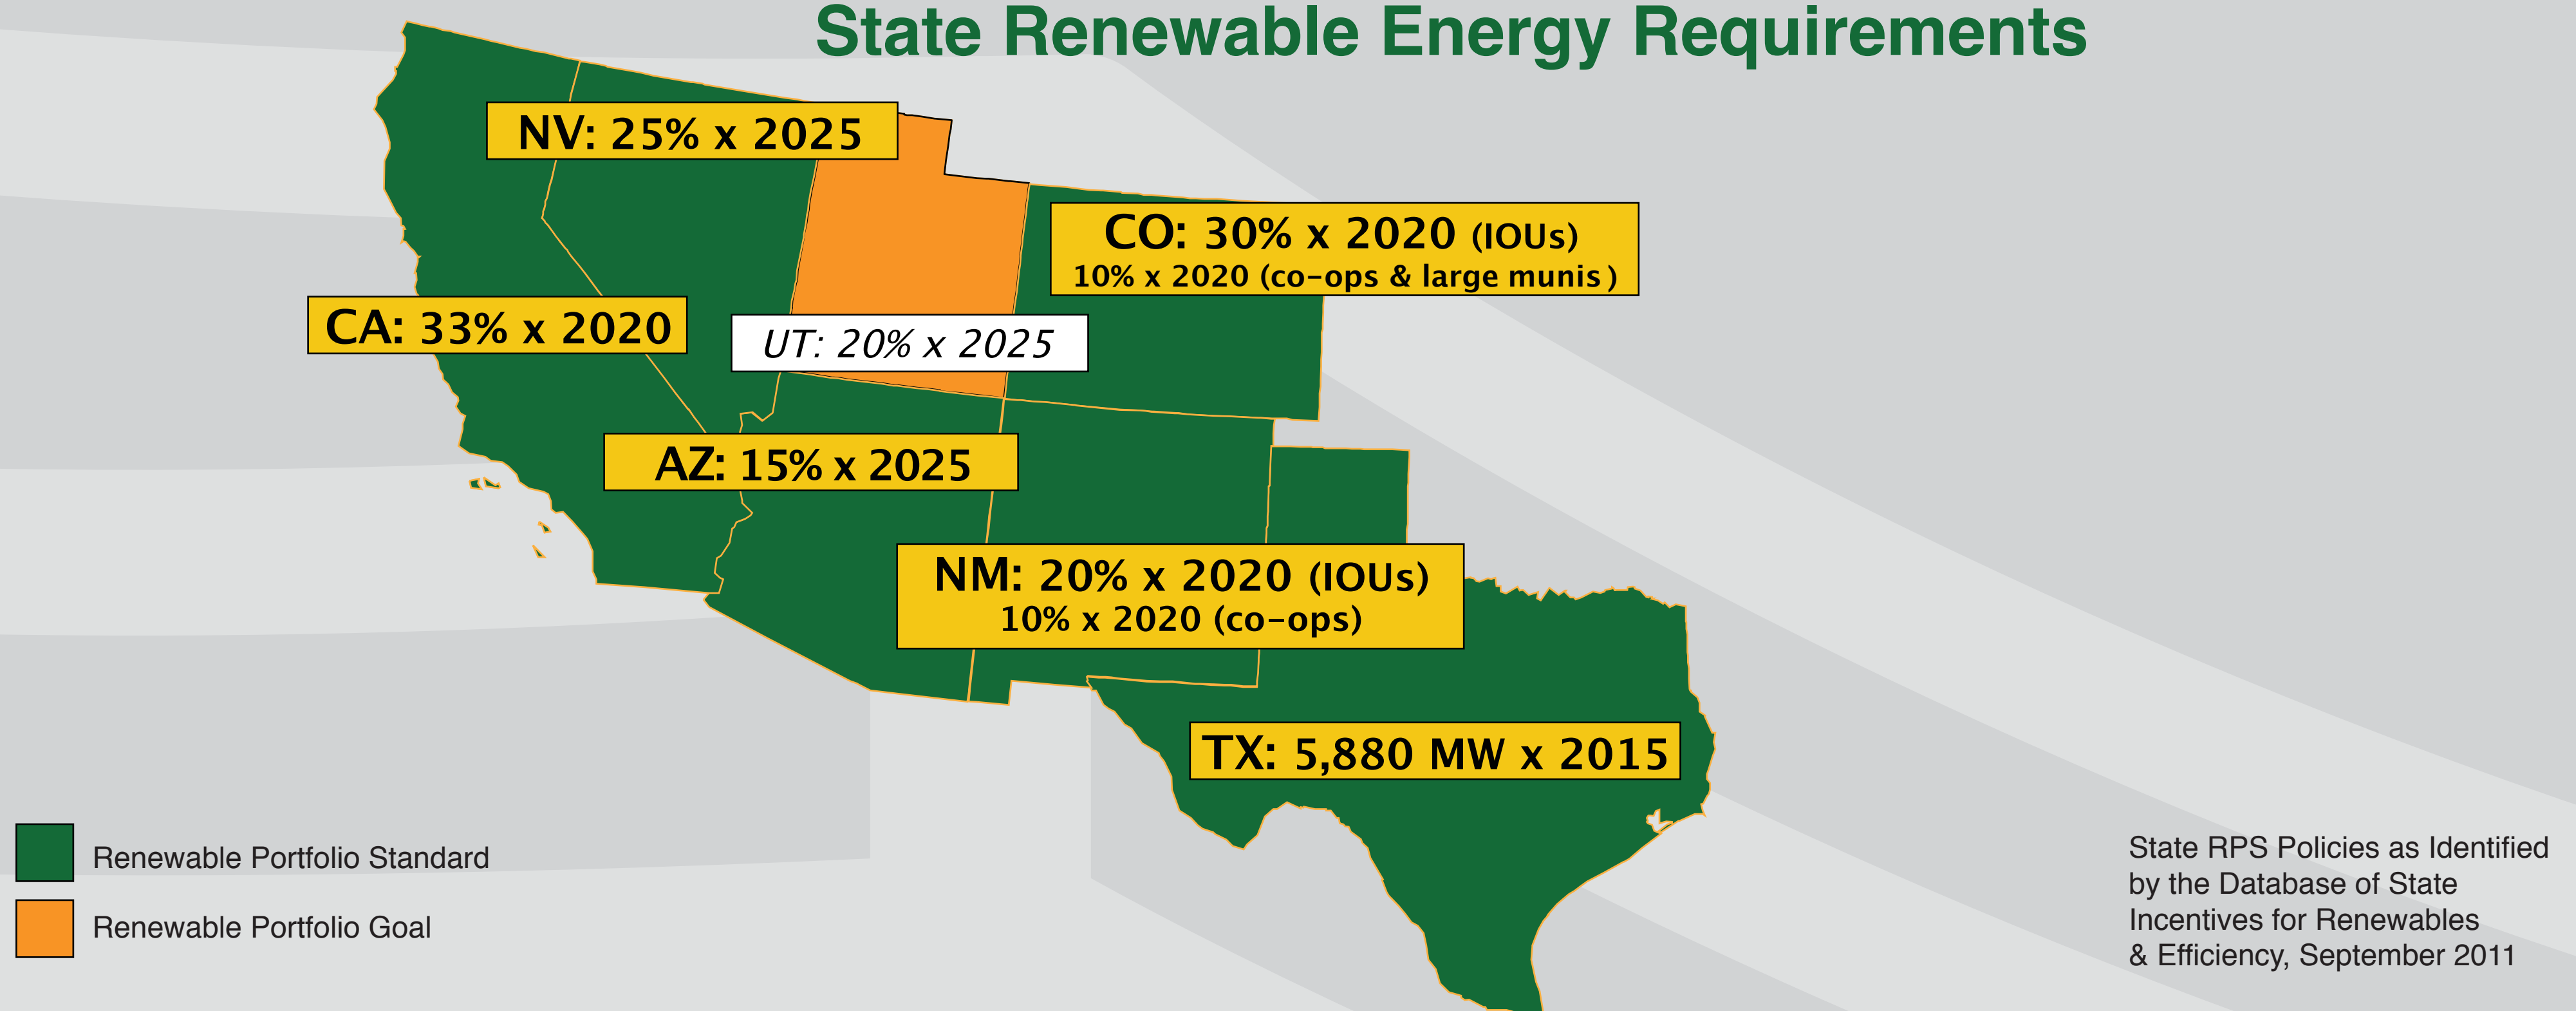 State Renewable Energy Requirements
NV: 25% x 2025
CO: 30% x 2020 (IOUs)
10% x 2020 (co-ops & large munis)
CA: 33% x 2020
UT: 20% x 2025
AZ: 15% x 2025
NM: 20% x 2020 (IOUs)
10% x 2020 (co-ops)
TX: 5,880 MW x 2015
Renewable Portfolio Standard
Renewable Portfolio Goal
State RPS Policies as Identified
by the Database of State
Incentives for Renewables
& Efficiency, September 2011